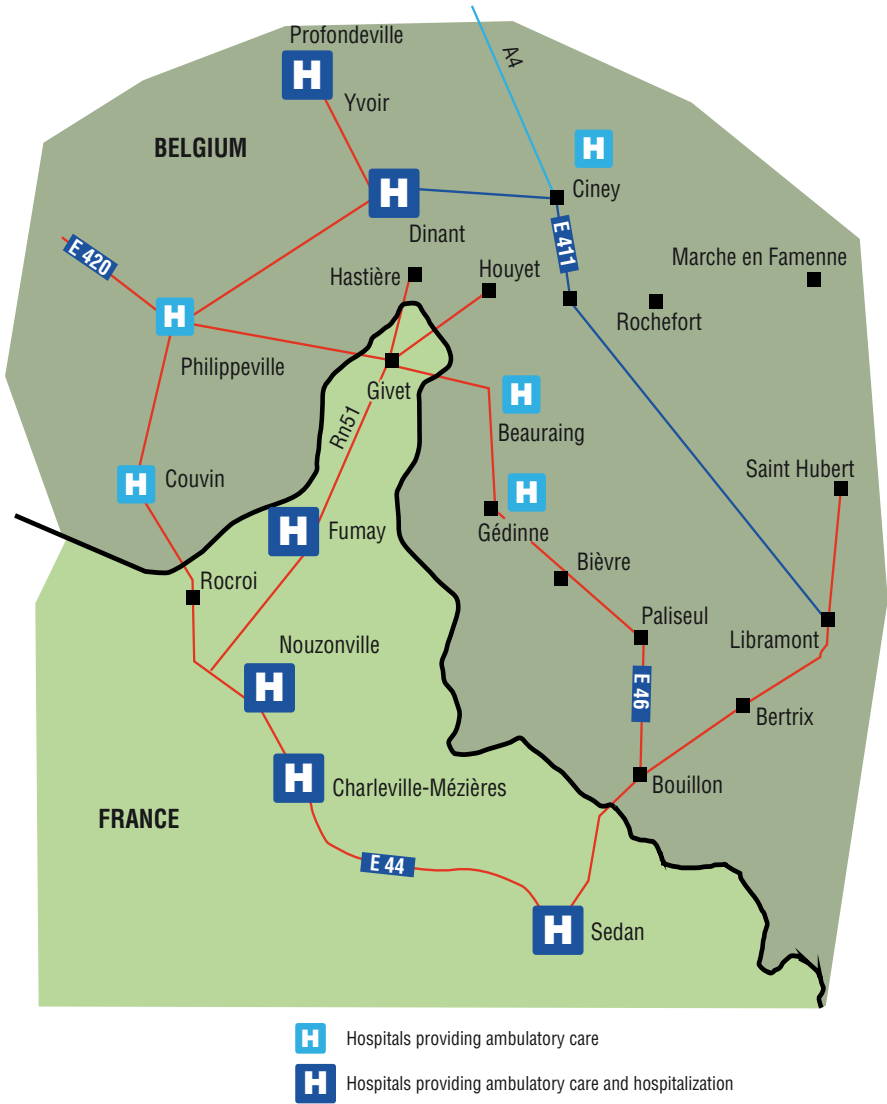 Profondeville
H
Yvoir
A4
BELGIUM
H
Ciney
H
Dinant
E 411
E 420
Hastière
Houyet
Marche en Famenne
Rochefort
H
Philippeville
Givet
H
Beauraing
Rn51
H
Couvin
Saint Hubert
H
Gédinne
H
Fumay
Bièvre
Rocroi
Paliseul
Libramont
Nouzonville
H
E 46
Bertrix
H
Charleville-Mézières
Bouillon
FRANCE
E 44
H
Sedan
H Hospitals providing ambulatory care
H Hospitals providing ambulatory care and hospitalization